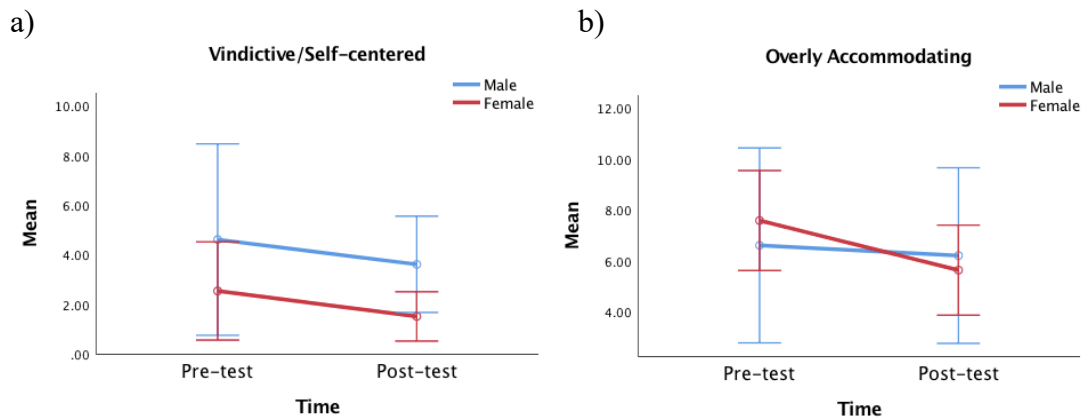 a)
Vindictive/Self-centered
Male
Female
10.00
8.00
6.00
4.00
2.00
.00
Mean
Pre-test Post-test
Time
b)
Overly Accommodating
Male
Female
12.00
10.00
8.00
6.00
4.00
Mean
Pre-test Post-test
Time